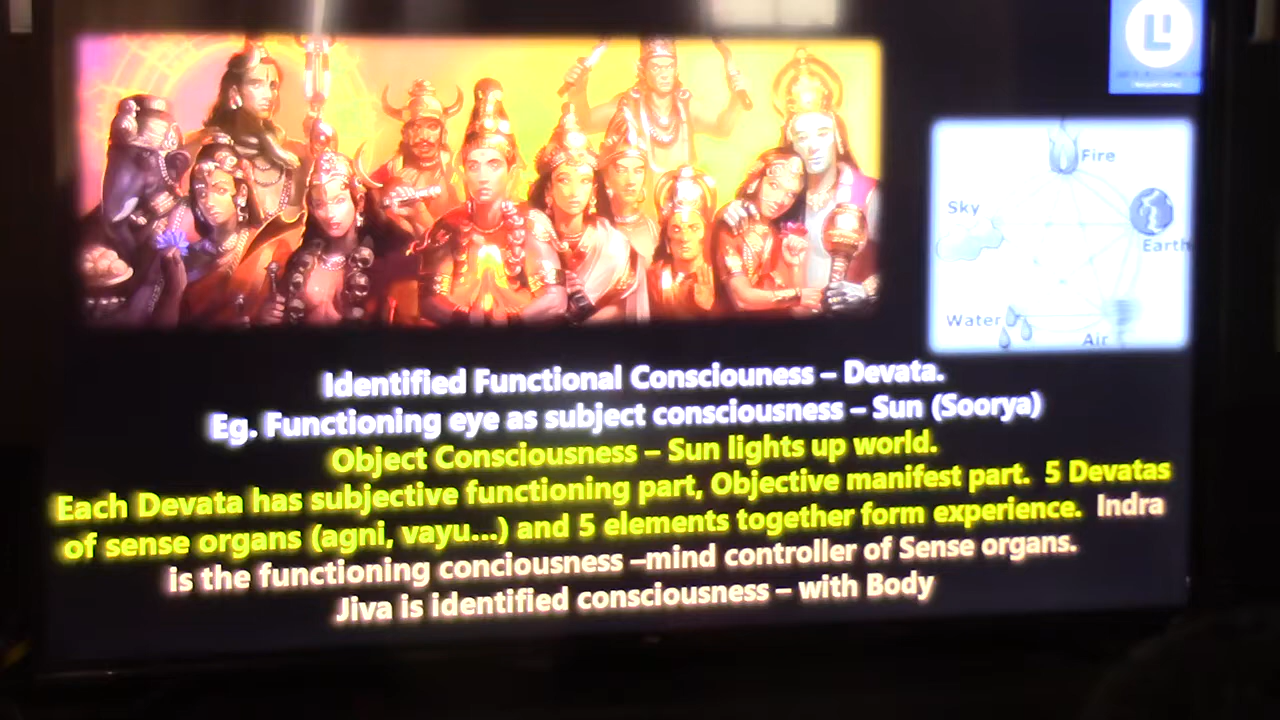 Fire
Sky
Earth
Water
Air
Identified Functional Consciouness – Devata.
Eg. Functioning eye as subject consciousness – Sun (Soorya)
Object Consciousness – Sun lights up world.
Each Devata has subjective functioning part, Objective manifest part. 5 Devatas
of sense organs (agni, vayu...) and 5 elements together form experience. Indra
is the functioning conciousness –mind controller of Sense organs.
Jiva is identified consciousness – with Body